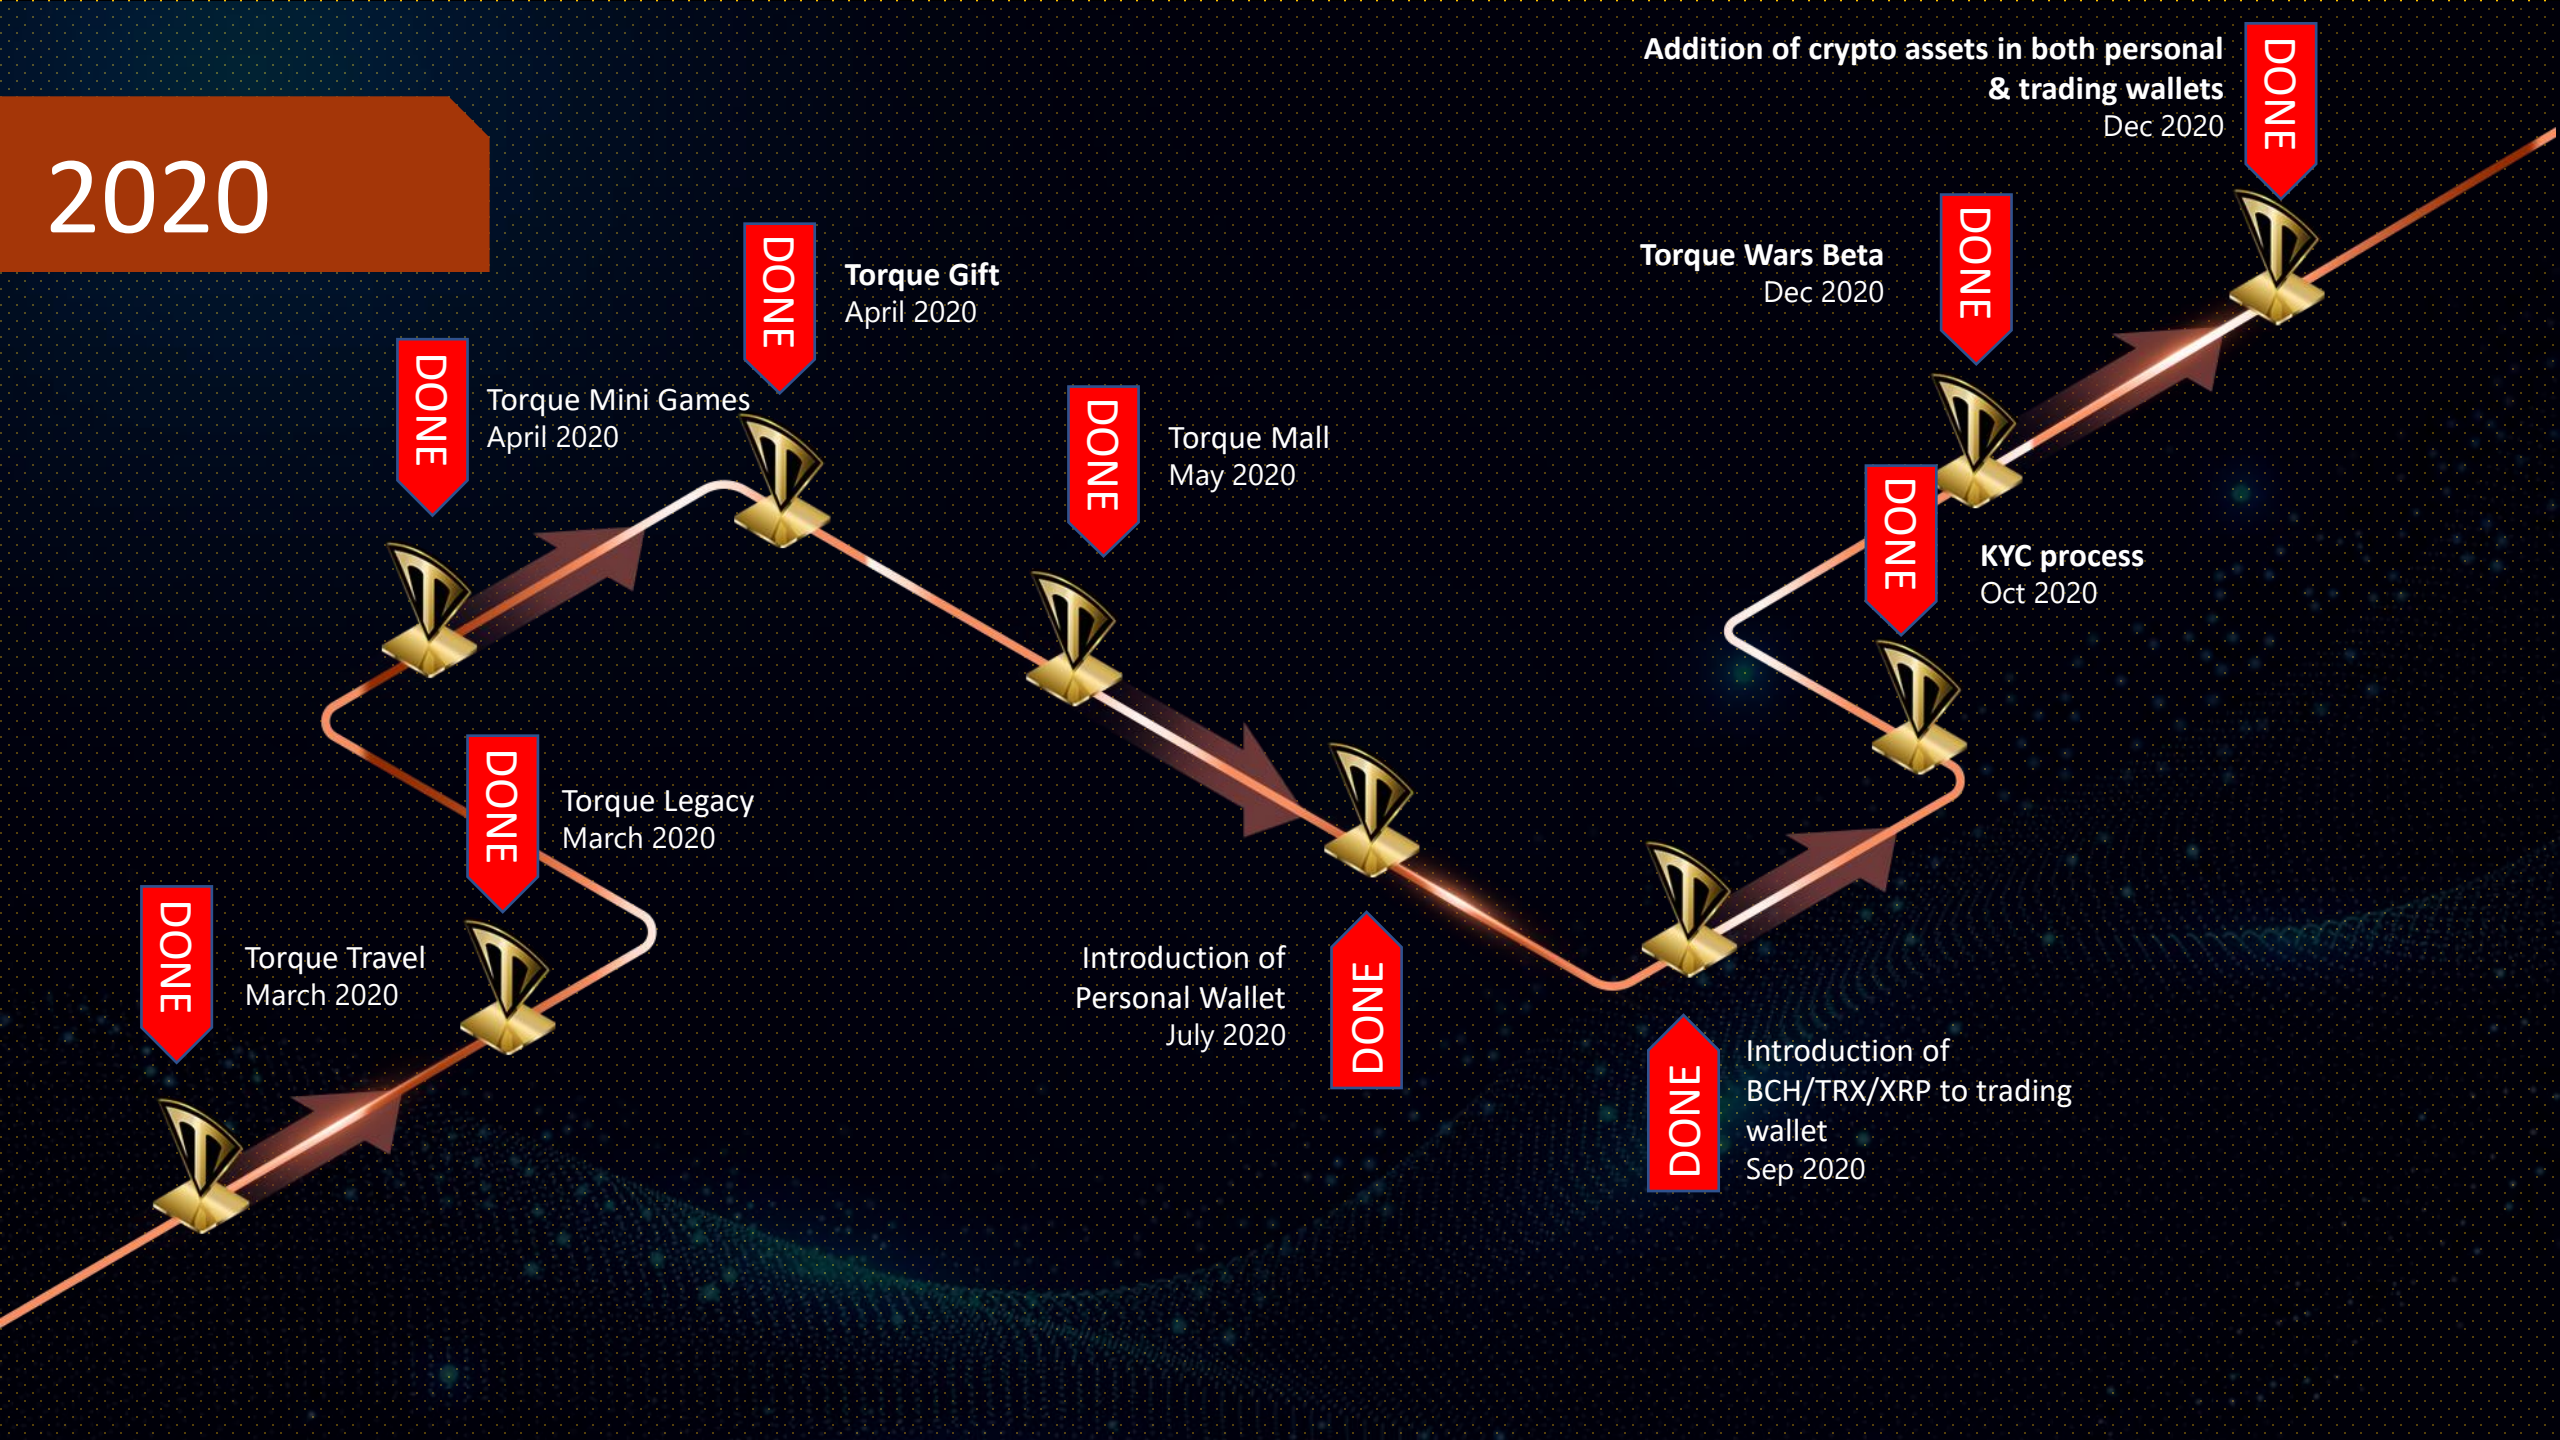 2020
DONE
Torque Travel
March 2020
DONE
Torque Legacy
March 2020
DONE
Torque Mini Games
April 2020
DONE
Torque Gift
April 2020
DONE
Torque Mall
May 2020
Introduction of
Personal Wallet
July 2020
DONE
DONE
Introduction of
BCH/TRX/XRP to trading
wallet
Sep 2020
DONE
KYC process
Oct 2020
Torque Wars Beta
Dec 2020
DONE
Addition of crypto assets in both personal
& trading wallets
Dec 2020
DONE